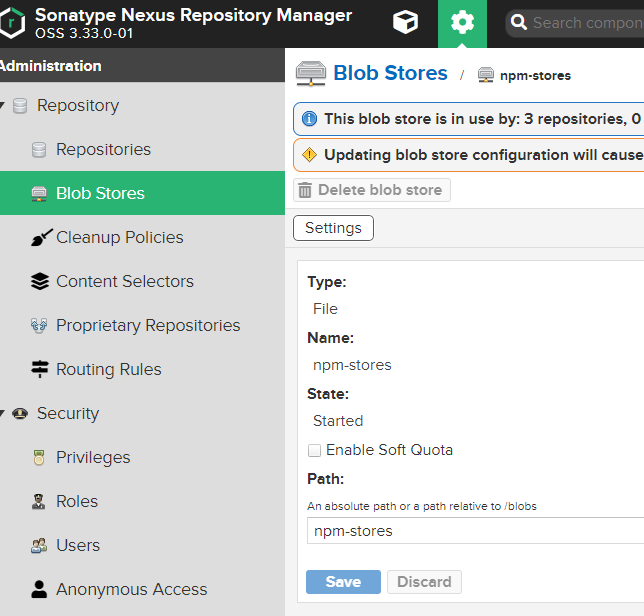 Sonatype Nexus Repository Manager
OSS 3.33.0-01
Search compon
Administration
Repository
Repositories
Blob Stores
Cleanup Policies
Content Selectors
Proprietary Repositories
Routing Rules
Security
Privileges
Roles
Users
Anonymous Access
Blob Stores / npm-stores
This blob store is in use by: 3 repositories, 0
Updating blob store configuration will cause
Delete blob store
Settings
Type:
File
Name:
npm-stores
State:
Started
Enable Soft Quota
Path:
An absolute path or a path relative to /blobs
npm-stores
Save Discard